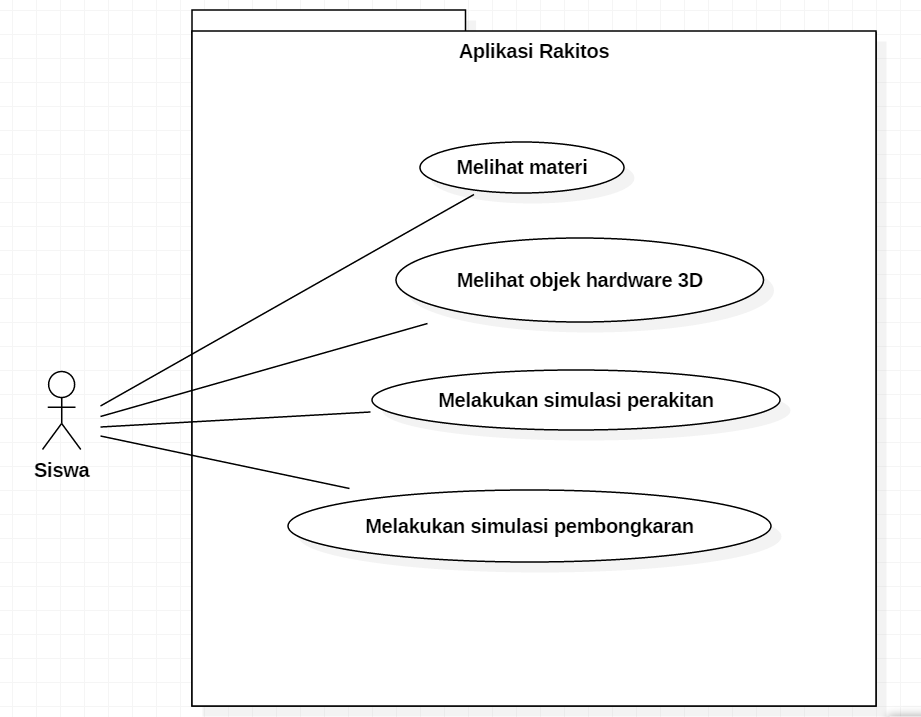 Aplikasi Rakitos
Melihat materi
Melihat objek hardware 3D
Melakukan simulasi perakitan
Siswa
Melakukan simulasi pembongkaran